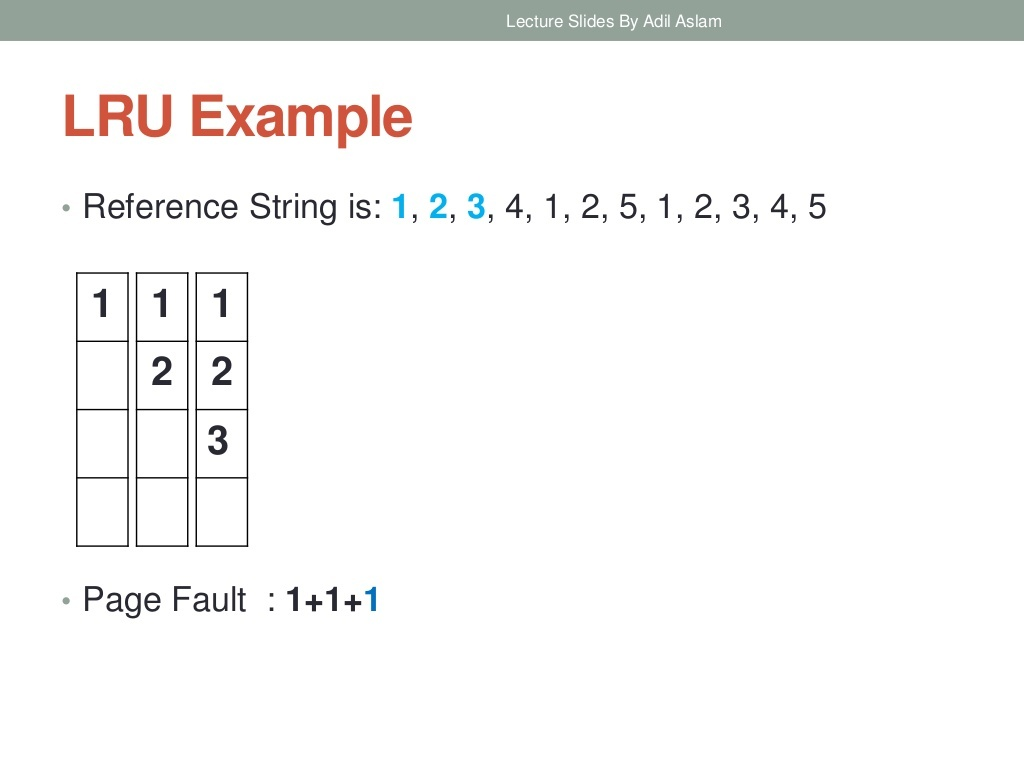 Lecture Slides By Adil Aslam
LRU Example
• Reference String is: 1, 2, 3, 4, 1, 2, 5, 1, 2, 3, 4, 5
1 1 1
2 2
3
• Page Fault : 1+1+1